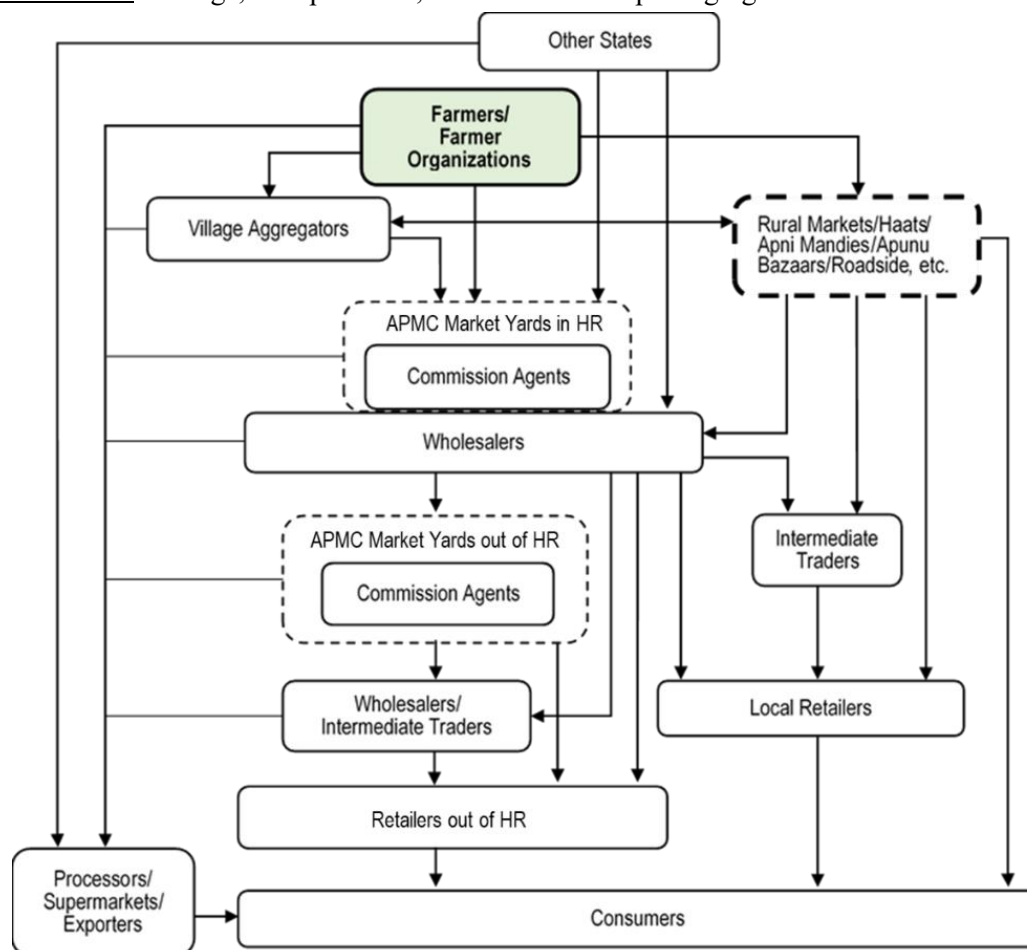 Other States
Farmers/
Farmer
Organizations
Village Aggregators
Rural Markets/Haats/
Apni Mandies/Apunu
Bazaars/Roadside, etc.
APMC Market Yards in HR
Commission Agents
Wholesalers
APMC Market Yards out of HR
Commission Agents
Intermediate
Traders
Wholesalers/
Intermediate Traders
Local Retailers
Retailers out of HR
Processors/
Supermarkets/
Exporters
Consumers